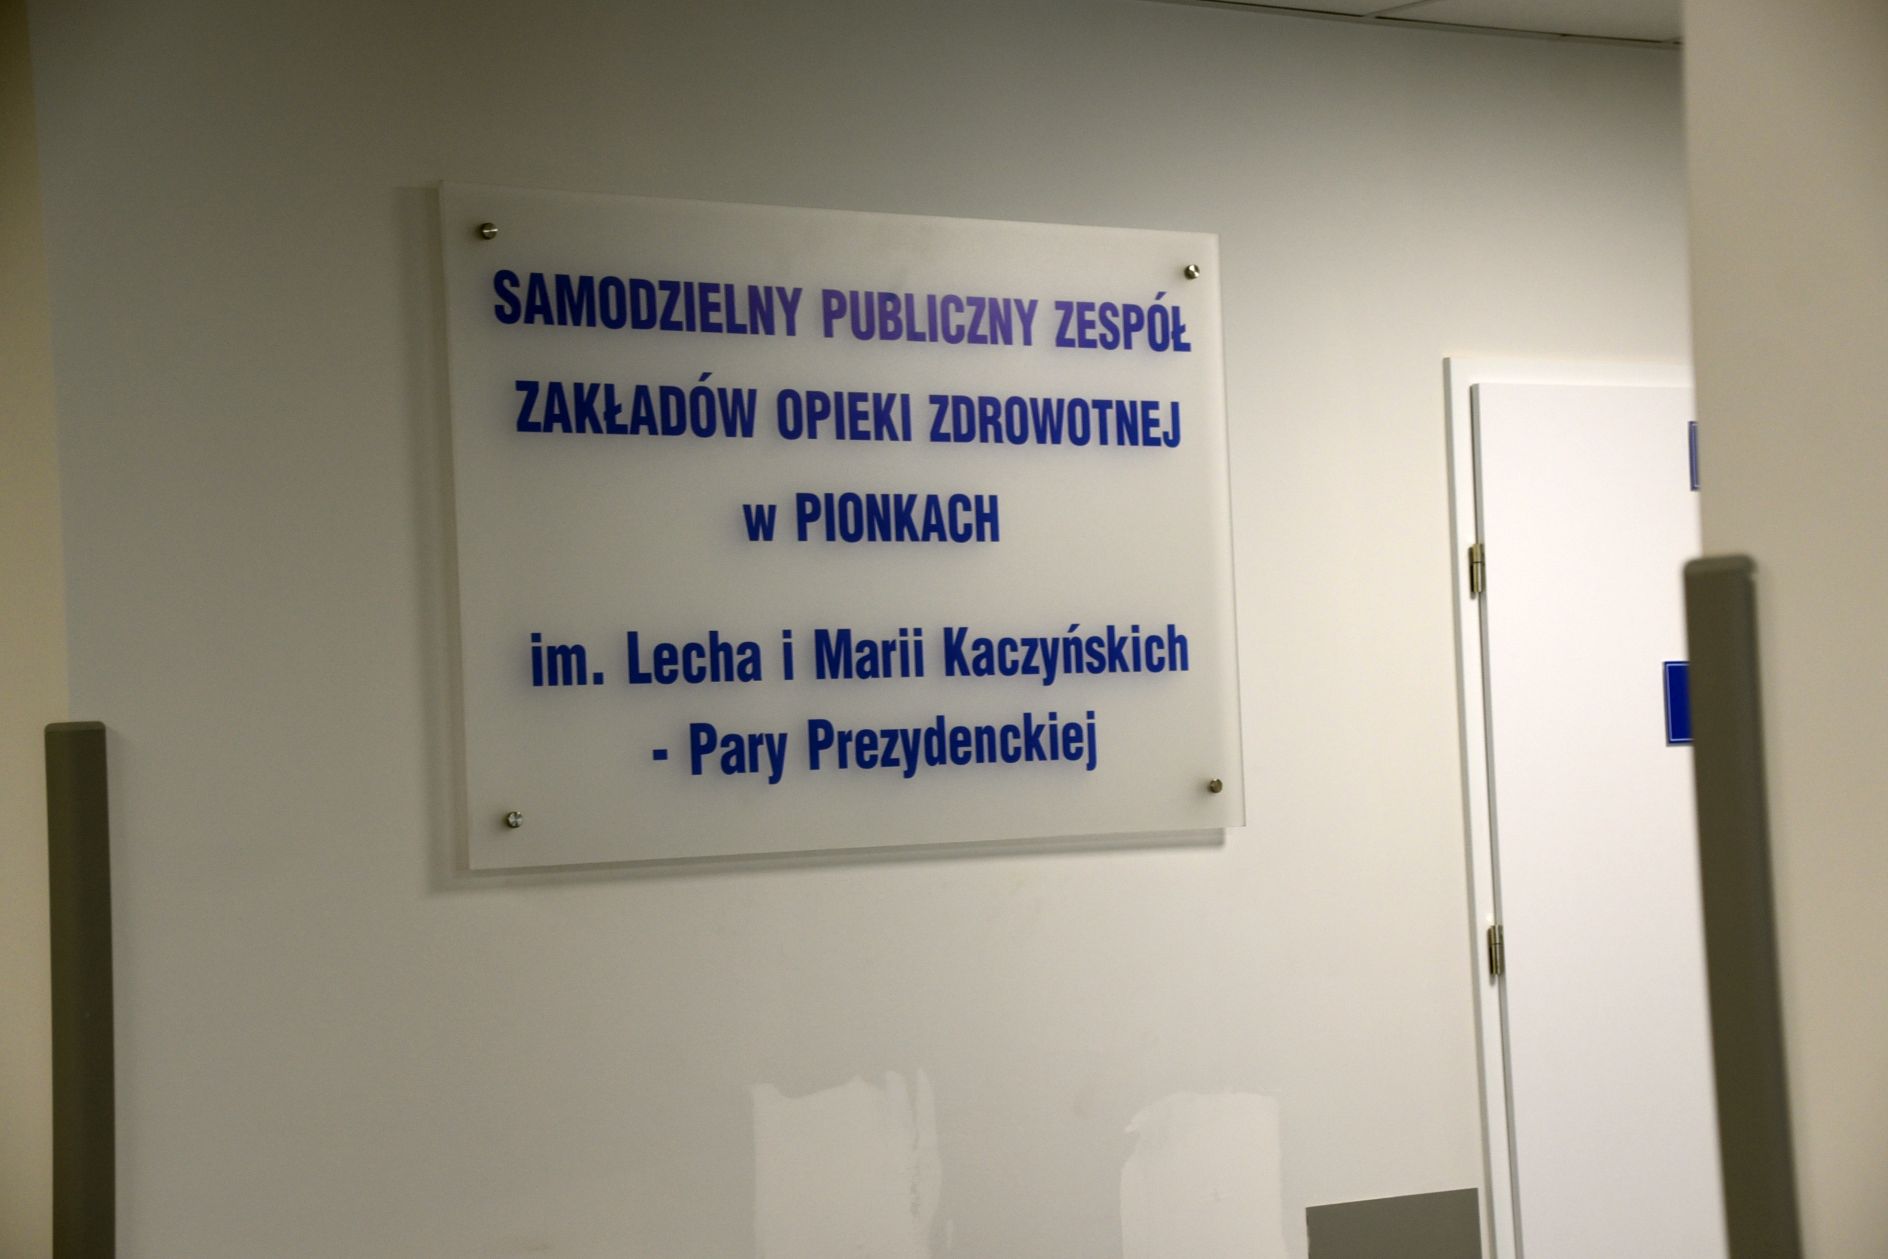 SAMODZIELNY PUBLICZNY ZESPÓŁ
ZAKŁADÓW OPIEKI ZDROWOTNEJ
w PIONKACH
im. Lecha i Marii Kaczyńskich
- Pary Prezydenckiej